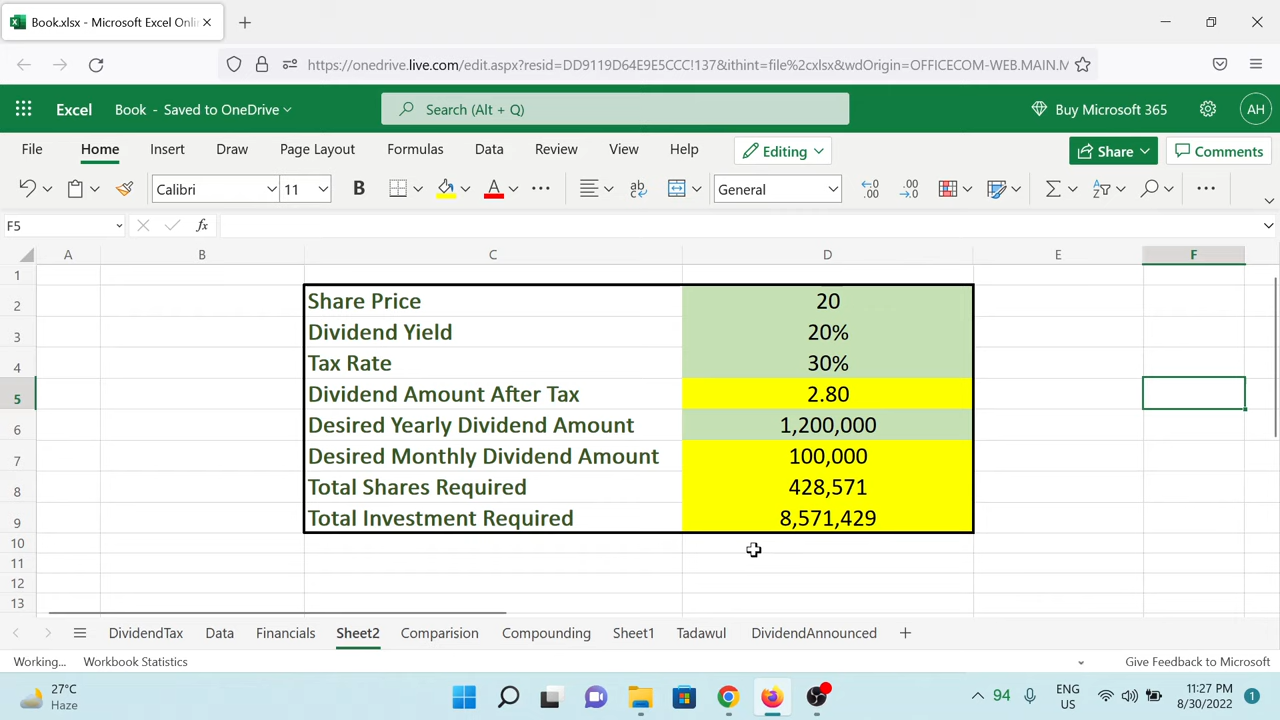 Book.xlsx - Microsoft Excel Onli
https://onedrive.live.com/edit.aspx?resid=DD9119D64E9E5CCC!137&ithint=file%2cxlsx&wdOrigin=OFFICECOM-WEB.MAIN.M
Excel Book - Saved to OneDrive Search (Alt + Q) Buy Microsoft 365 AH
File Home Insert Draw Page Layout Formulas Data Review View Help Editing Share Comments
Calibri 11 B A ab General
F5 fx
A B C D E F
1
2 Share Price 20
3 Dividend Yield 20%
4 Tax Rate 30%
5 Dividend Amount After Tax 2.80
6 Desired Yearly Dividend Amount 1,200,000
7 Desired Monthly Dividend Amount 100,000
8 Total Shares Required 428,571
9 Total Investment Required 8,571,429
10
11
12
13
DividendTax Data Financials Sheet2 Comparision Compounding Sheet1 Tadawul DividendAnnounced
Working... Workbook Statistics Give Feedback to Microsoft
27°C 94 ENG 11:27 PM
Haze US 8/30/2022 1